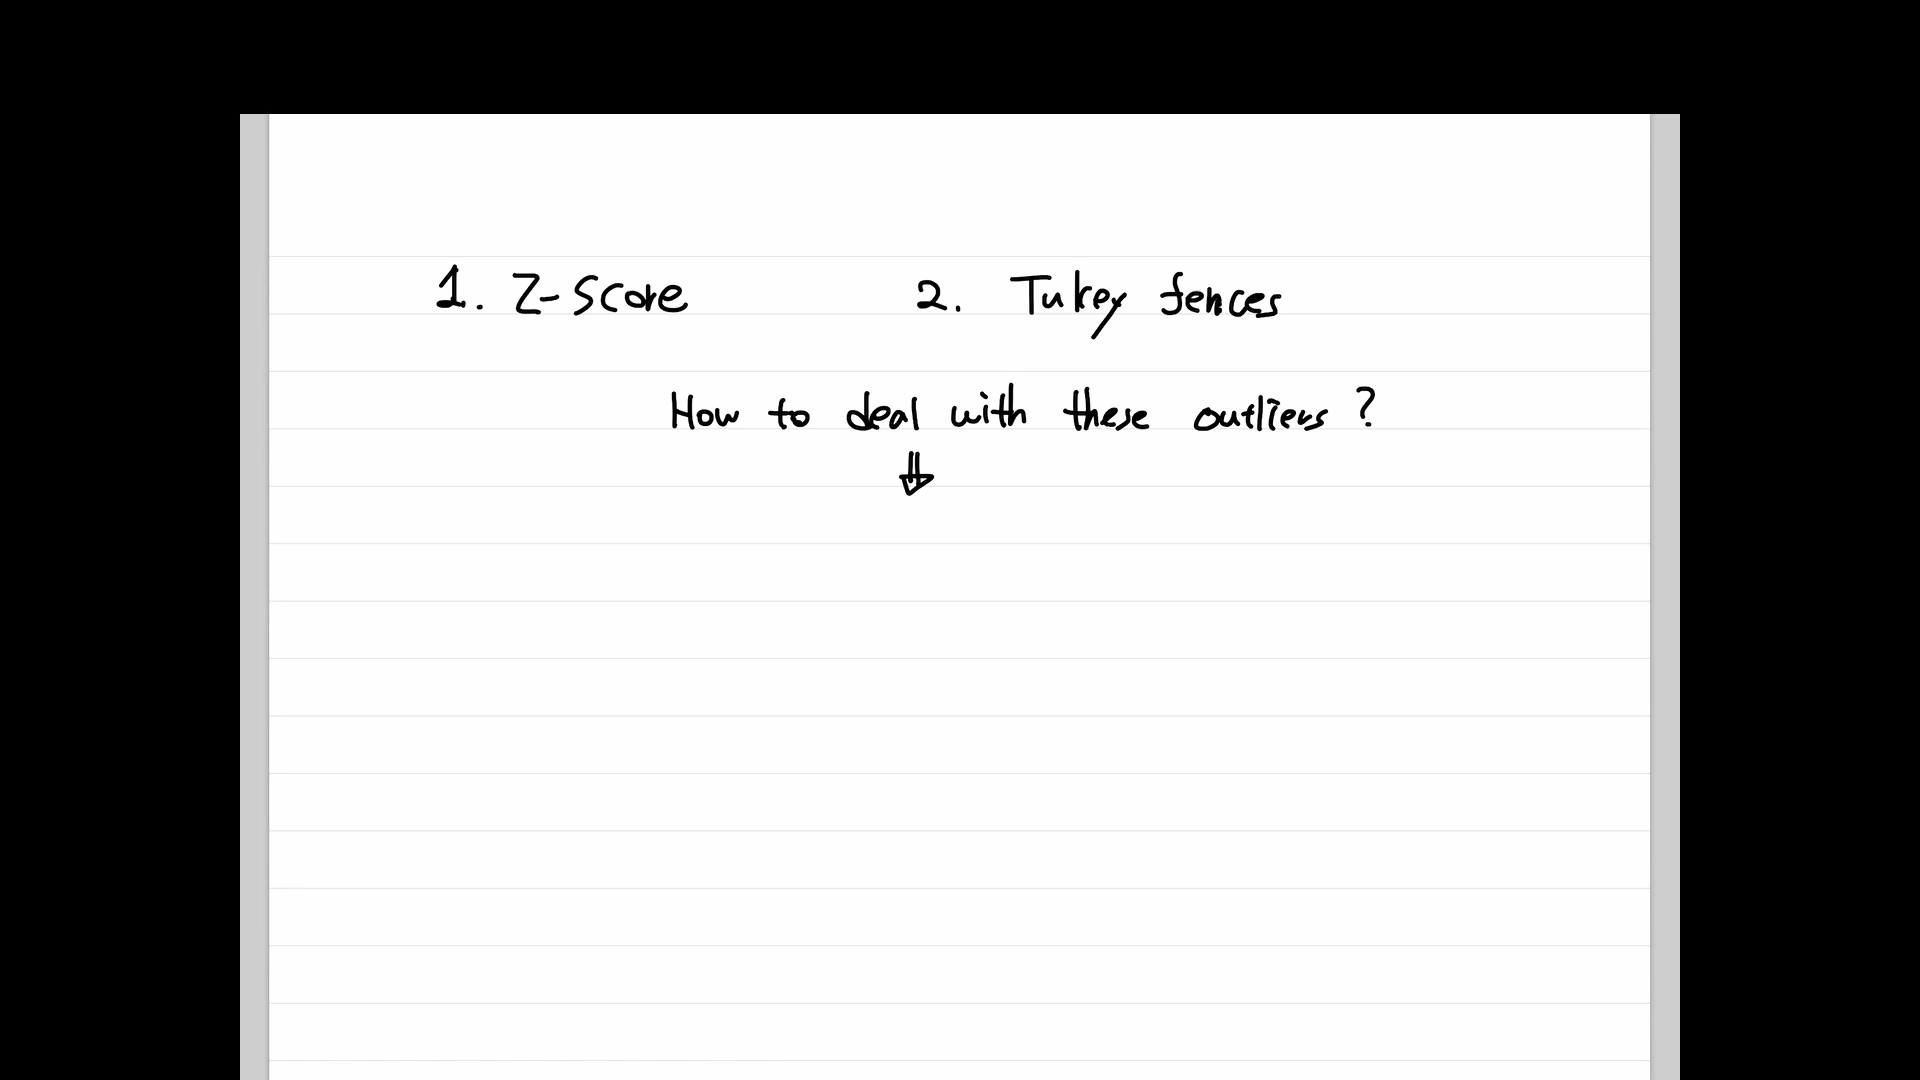 1. Z-Score 2. Tukey fences
How to deal with these outliers ?
⇓